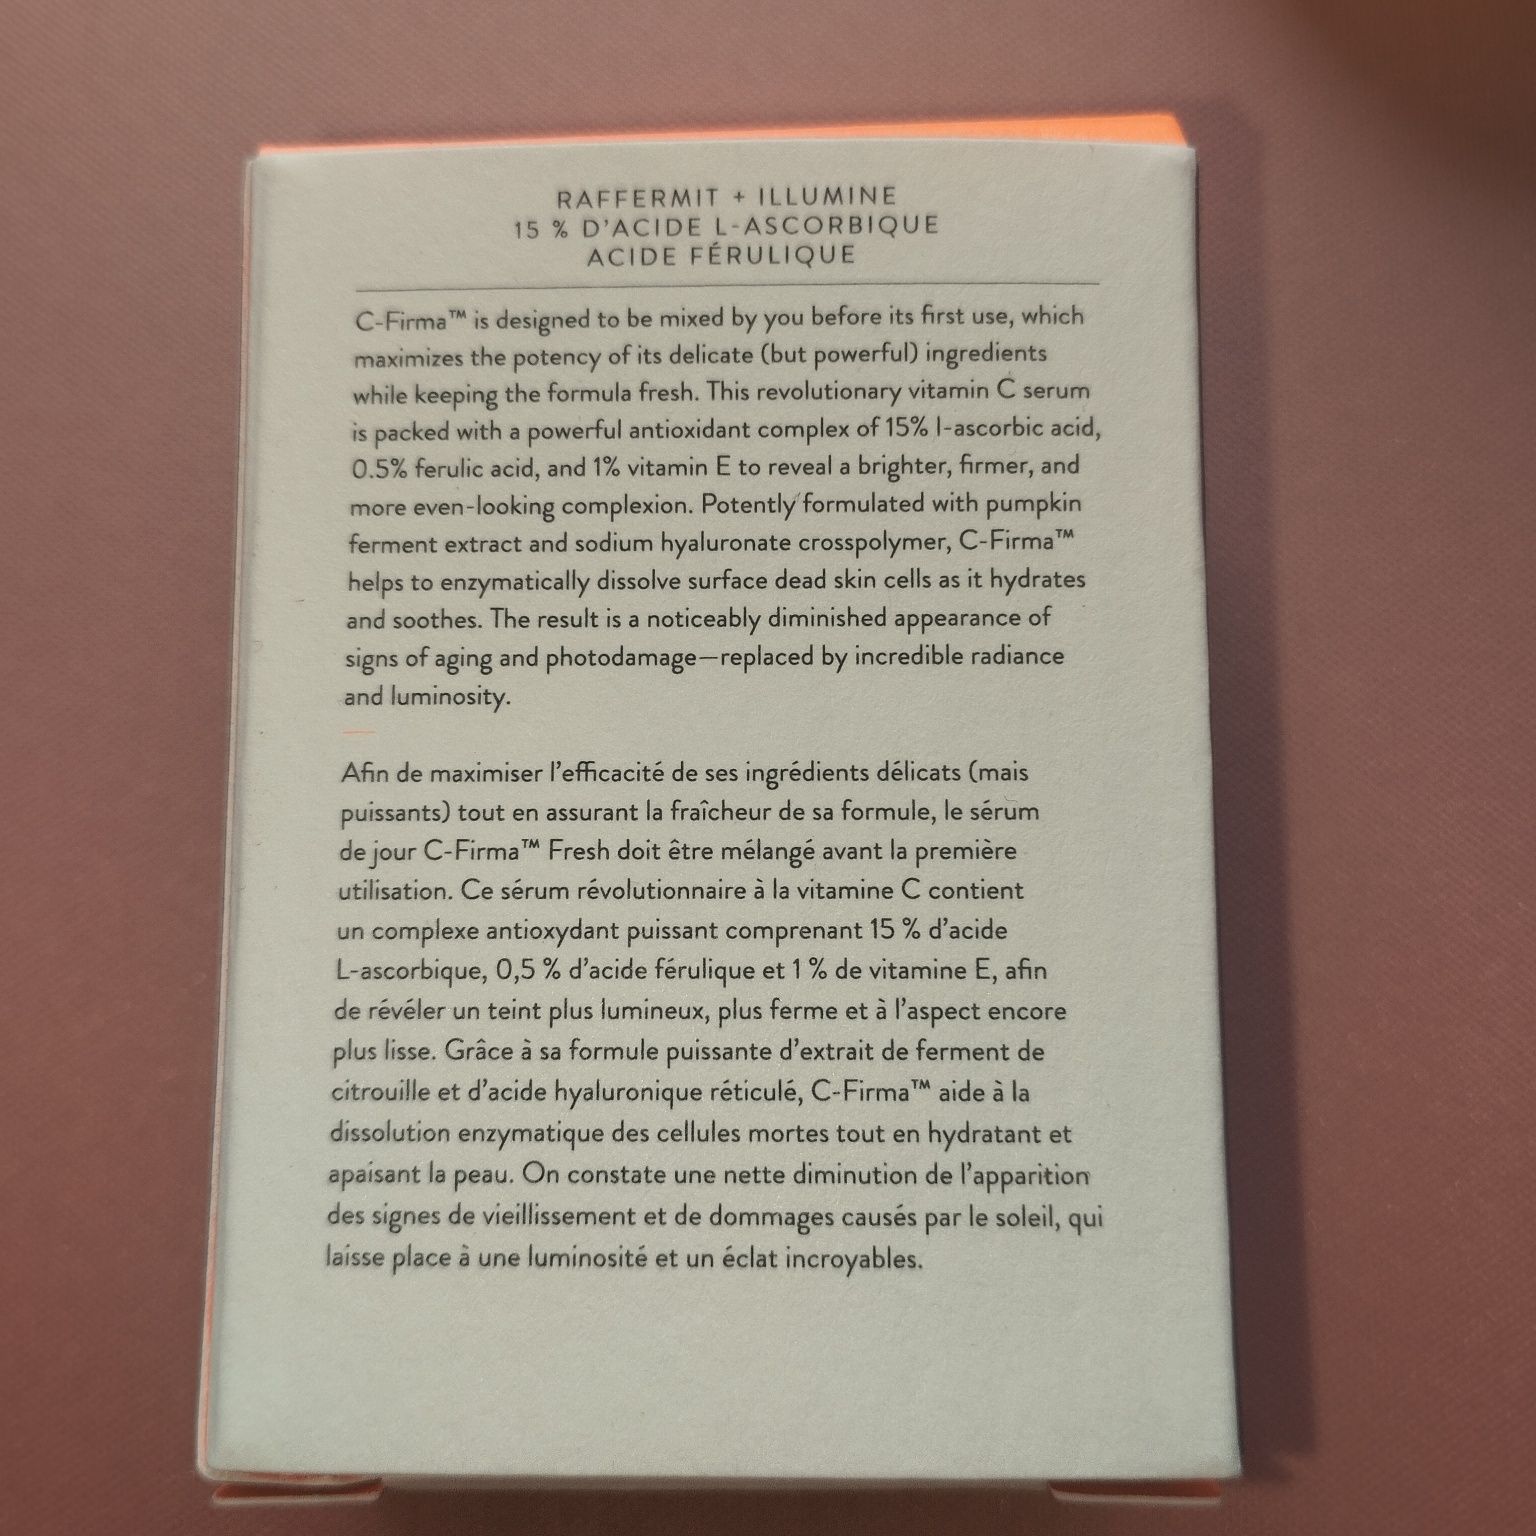 RAFFERMIT + ILLUMINE
15 % D'ACIDE L-ASCORBIQUE
ACIDE FÉRULIQUE
C-Firma™ is designed to be mixed by you before its first use, which
maximizes the potency of its delicate (but powerful) ingredients
while keeping the formula fresh. This revolutionary vitamin C serum
is packed with a powerful antioxidant complex of 15% l-ascorbic acid,
0.5% ferulic acid, and 1% vitamin E to reveal a brighter, firmer, and
more even-looking complexion. Potently formulated with pumpkin
ferment extract and sodium hyaluronate crosspolymer, C-Firma™
helps to enzymatically dissolve surface dead skin cells as it hydrates
and soothes. The result is a noticeably diminished appearance of
signs of aging and photodamage—replaced by incredible radiance
and luminosity.
Afin de maximiser l'efficacité de ses ingrédients délicats (mais
puissants) tout en assurant la fraîcheur de sa formule, le sérum
de jour C-Firma™ Fresh doit être mélangé avant la première
utilisation. Ce sérum révolutionnaire à la vitamine C contient
un complexe antioxydant puissant comprenant 15 % d'acide
L-ascorbique, 0,5 % d'acide férulique et 1 % de vitamine E, afin
de révéler un teint plus lumineux, plus ferme et à l'aspect encore
plus lisse. Grâce à sa formule puissante d'extrait de ferment de
citrouille et d'acide hyaluronique réticulé, C-Firma™ aide à la
dissolution enzymatique des cellules mortes tout en hydratant et
apaisant la peau. On constate une nette diminution de l'apparition
des signes de vieillissement et de dommages causés par le soleil, qui
laisse place à une luminosité et un éclat incroyables.